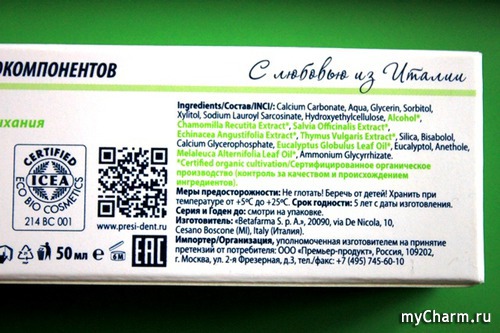 ОКОМПОНЕНТОВ
С любовью из Италии
ыхания
Ingredients/Состав/INCI: Calcium Carbonate, Aqua, Glycerin, Sorbitol,
Xylitol, Sodium Lauroyl Sarcosinate, Hydroxyethylcellulose, Alcohol*,
Chamomilla Recutita Extract*, Salvia Officinalis Extract*,
Echinacea Angustifolia Extract*, Thymus Vulgaris Extract*, Silica, Bisabolol,
Calcium Glycerophosphate, Eucalyptus Globulus Leaf Oil*, Eucalyptol, Anethole,
Melaleuca Alternifolia Leaf Oil*, Ammonium Glycyrrhizate.
*Certified organic cultivation/Сертифицированное органическое
производство (контроль за качеством и происхождением
ингредиентов).
Меры предосторожности: Не глотать! Беречь от детей! Хранить при
температуре от +5ºC до +25ºC. Срок годности: 5 лет с даты изготовления.
Серия и Годен до: смотри на упаковке.
Изготовитель: «Betafarma S. p. A.», 20090, via De Nicola, 10,
Cesano Boscone (MI), Italy (Италия).
Импортер/Организация, уполномоченная изготовителем на принятие
претензий от потребителя: ООО «Премьер-продукт», Россия, 109202,
г. Москва, ул. 2-я Фрезерная, д.3, тел./факс: +7 (495) 745-60-10
CERTIFIED
ICEA
ECO BIO COSMETICS
214 BC 001
www.presi-dent.ru
50 мл
6M
EAC
myCharm.ru